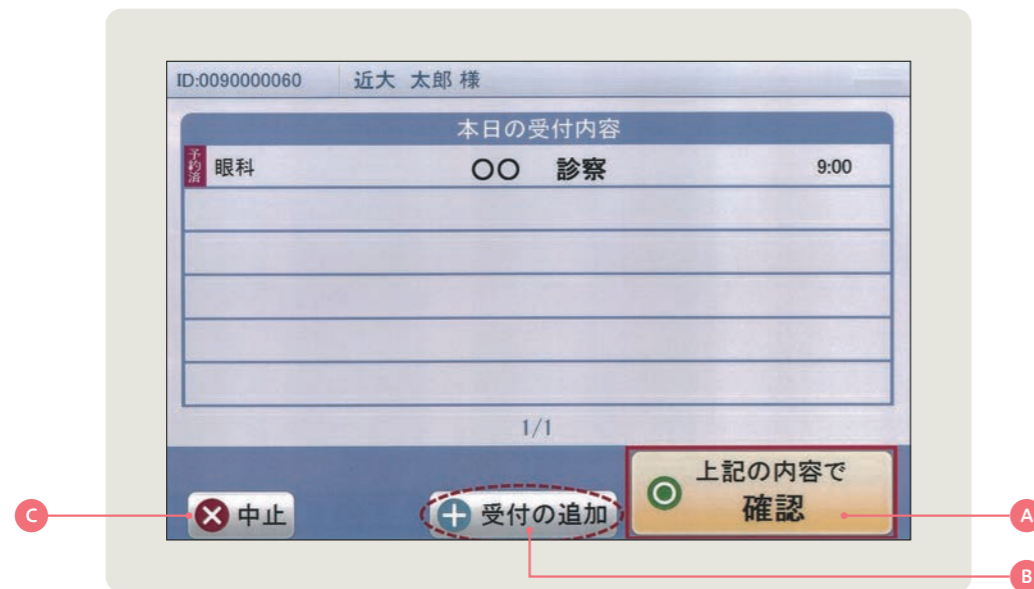 ID:0090000060 近大 太郎 様
本日の受付内容
予約済 眼科 〇〇 診察 9:00
1/1
上記の内容で
確認
中止
受付の追加
C
A
B